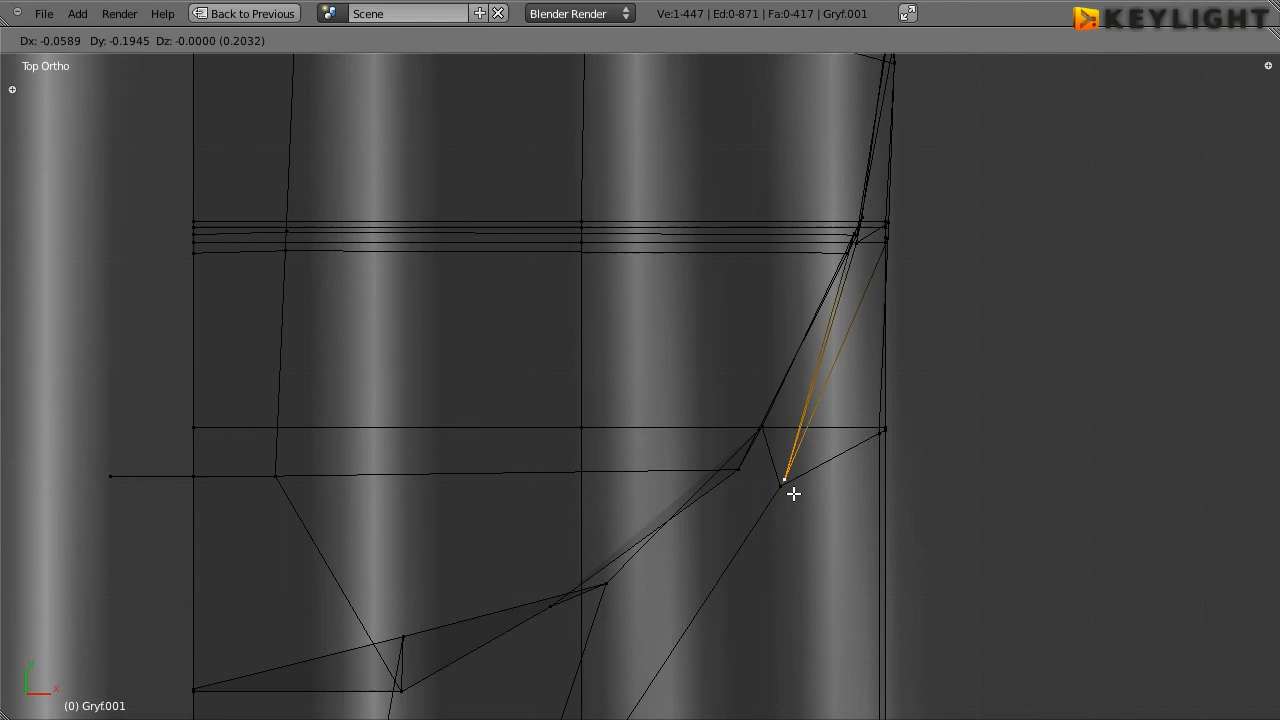 File Add Render Help Back to Previous Scene Blender Render Ve:1-447 | Ed:0-871 | Fa:0-417 | Gryf.001 KEYLIGHT
Dx: -0.0589 Dy: -0.1945 Dz: -0.0000 (0.2032)
Top Ortho
Y
X
(0) Gryf.001